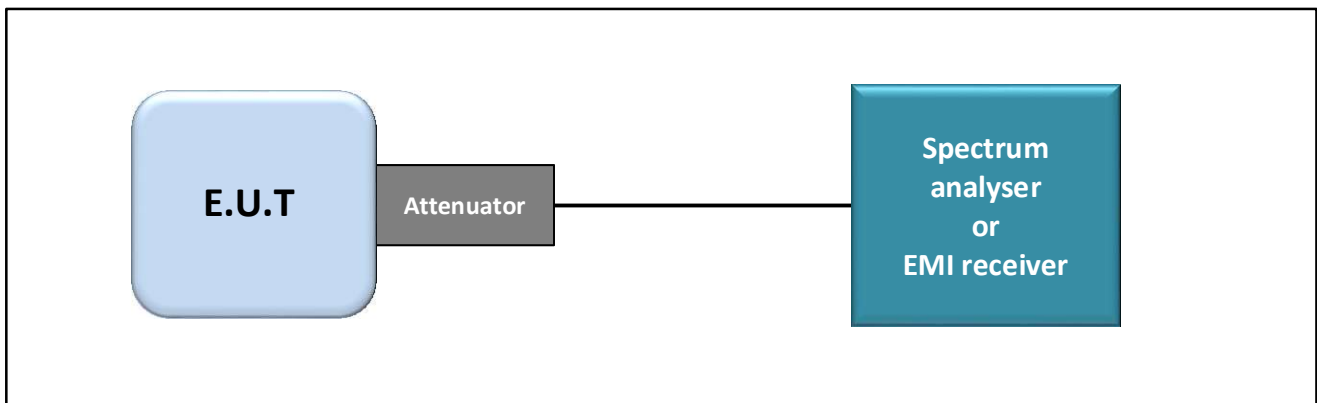 E.U.T
Attenuator
Spectrum
analyser
or
EMI receiver